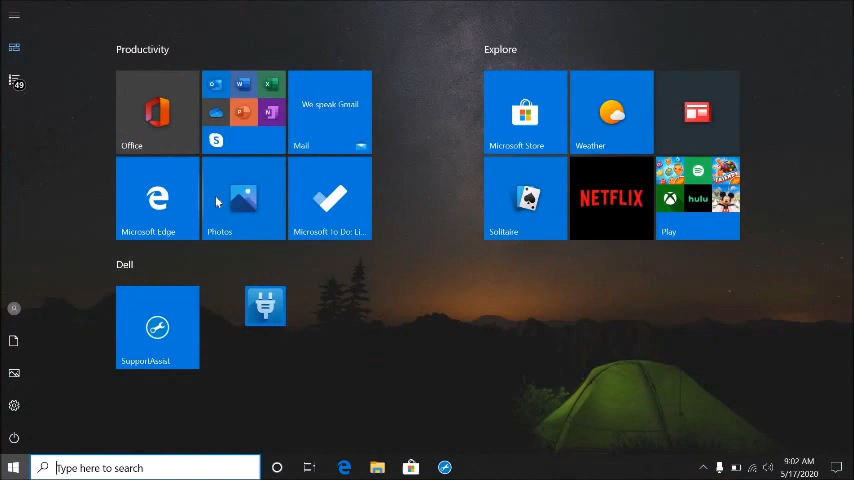 49
Productivity
Explore
We speak Gmail
Office
Mail
Microsoft Store
Weather
NETFLIX
hulu
Microsoft Edge
Photos
Microsoft To Do: Li...
Solitaire
Play
Dell
SupportAssist
Type here to search
9:02 AM
5/17/2020